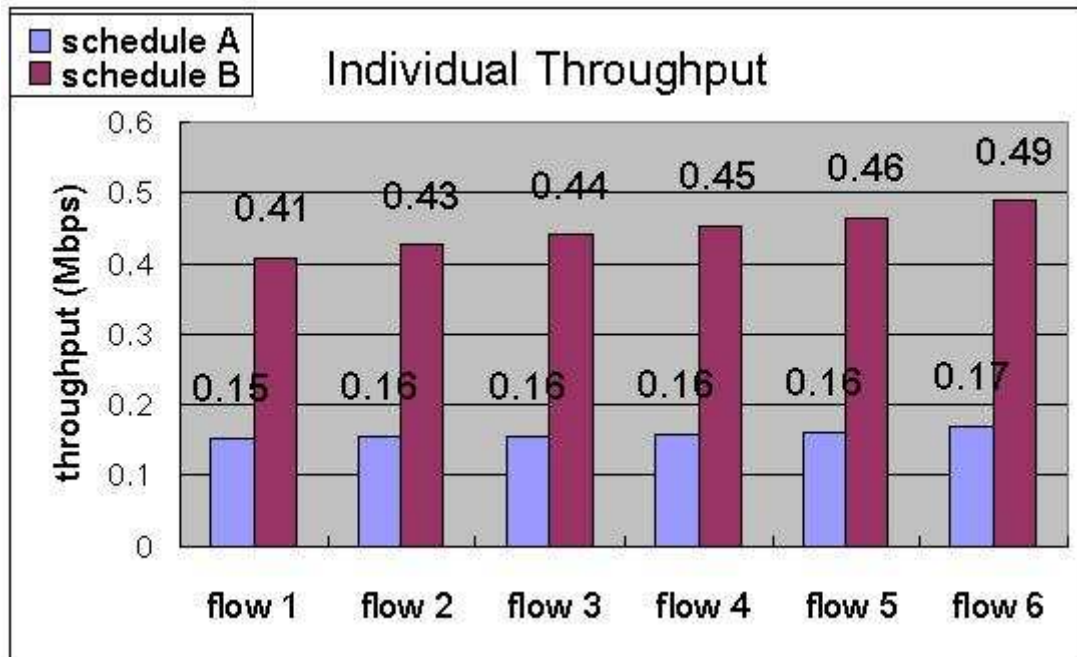 schedule A
schedule B
Individual Throughput
throughput (Mbps)
0.6
0.5
0.4
0.3
0.2
0.1
0
0.41
0.43
0.44
0.45
0.46
0.49
0.15
0.16
0.16
0.16
0.16
0.17
flow 1
flow 2
flow 3
flow 4
flow 5
flow 6